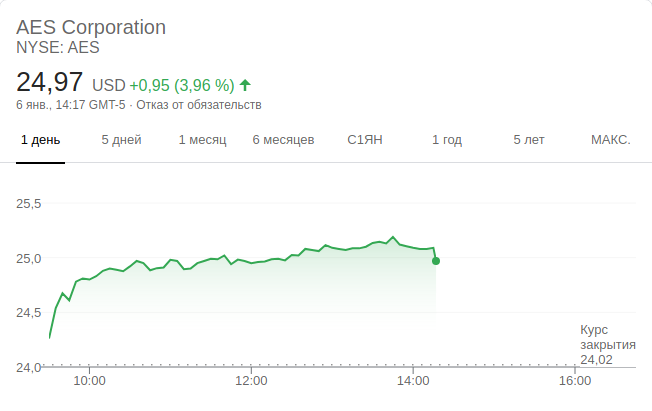 AES Corporation
NYSE: AES
24,97 USD +0,95 (3,96 %)
6 янв., 14:17 GMT-5 · Отказ от обязательств
1 день 5 дней 1 месяц 6 месяцев С1ЯН 1 год 5 лет МАКС.
25,5
25,0
24,5
Курс
закрытия
24,02
24,0
10:00 12:00 14:00 16:00